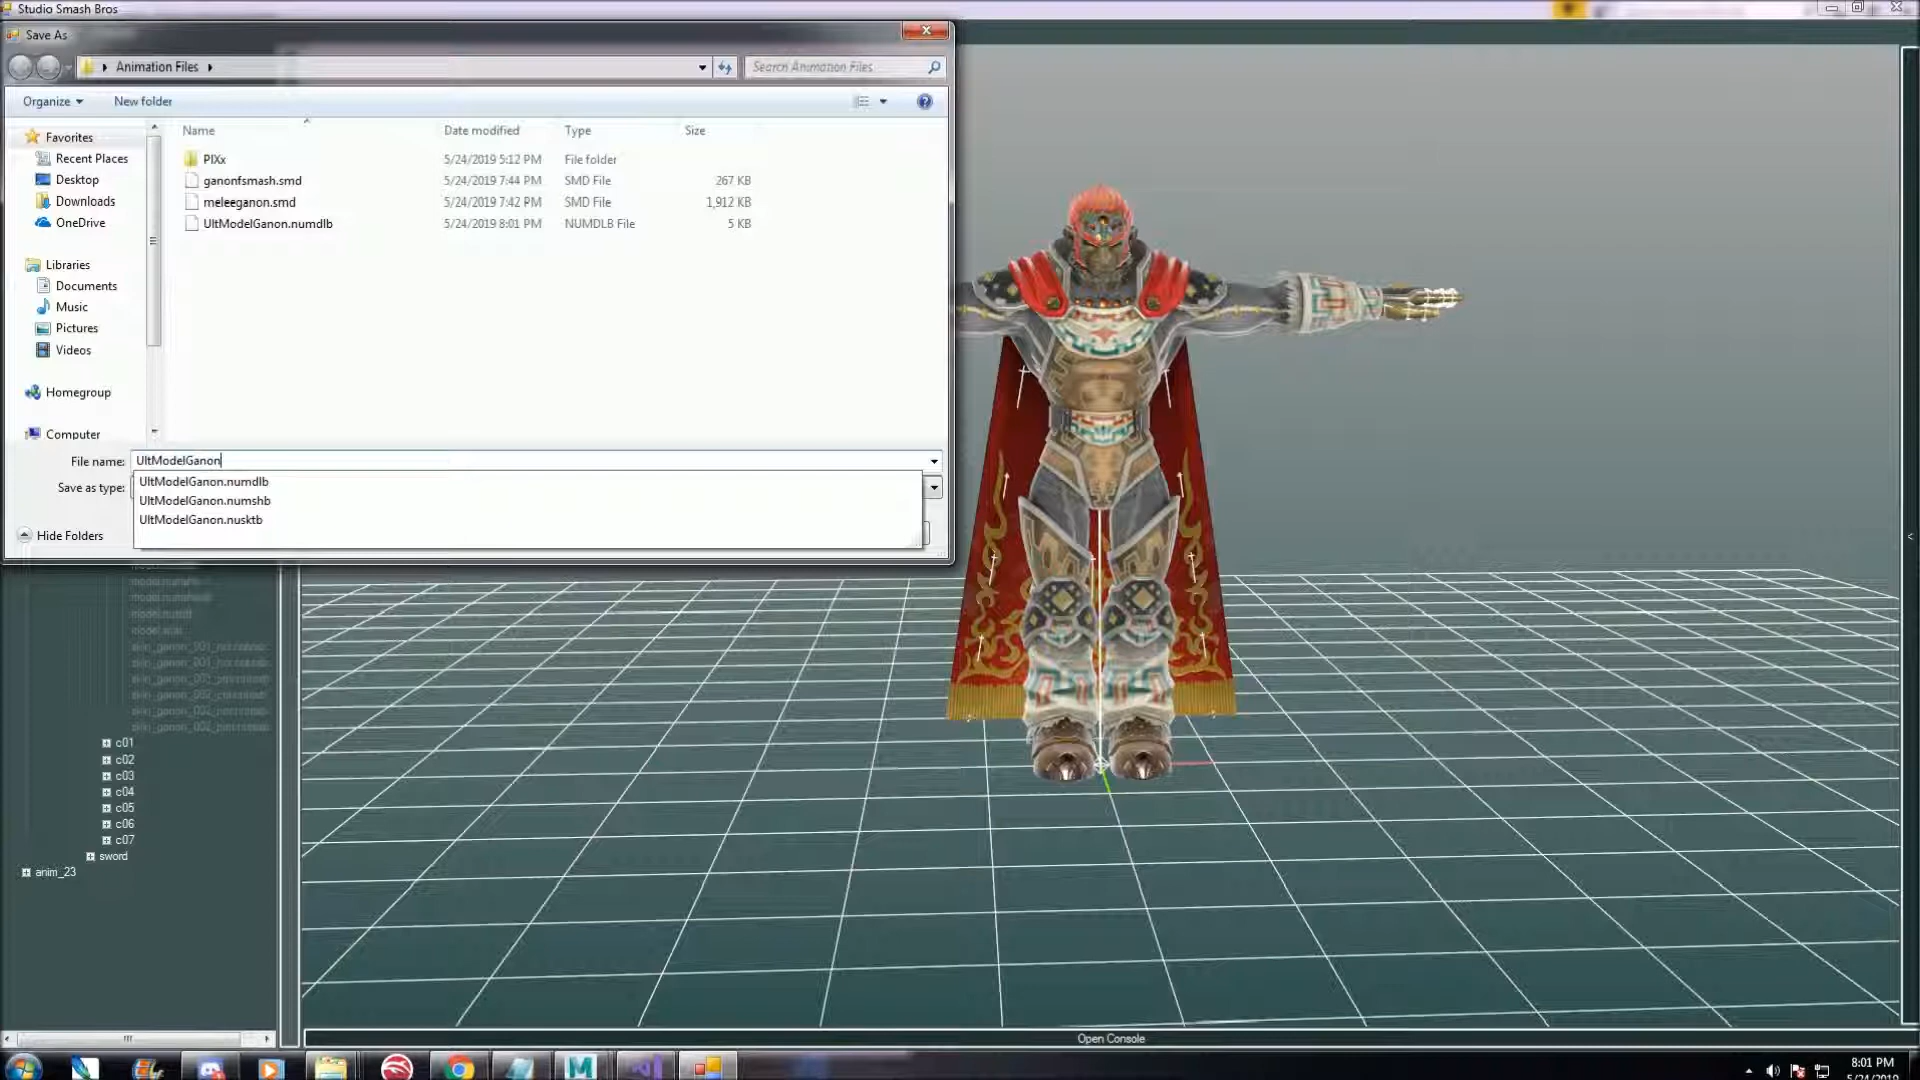 Studio Smash Bros
Save As
Animation Files
Search Animation Files
Organize
New folder
Name Date modified Type Size
Favorites
Recent Places
Desktop
Downloads
OneDrive
Libraries
Documents
Music
Pictures
Videos
Homegroup
Computer
PIXx 5/24/2019 5:12 PM File folder
ganonfsmash.smd 5/24/2019 7:44 PM SMD File 267 KB
meleeganon.smd 5/24/2019 7:42 PM SMD File 1,912 KB
UltModelGanon.numdlb 5/24/2019 8:01 PM NUMDLB File 5 KB
File name: UltModelGanon
Save as type:
UltModelGanon.numdlb
UltModelGanon.numshb
UltModelGanon.nusktb
Hide Folders
c01
c02
c03
c04
c05
c06
c07
sword
anim_23
Open Console
8:01 PM